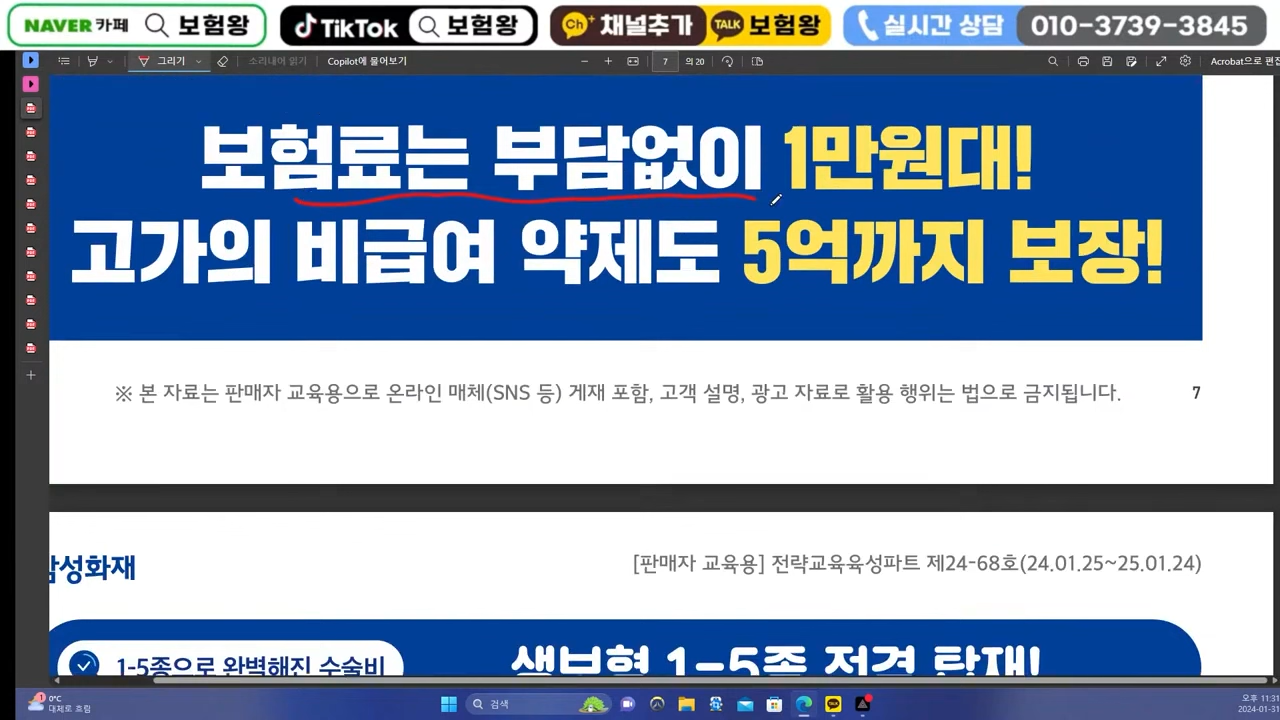 NAVER 카페 보험왕 TikTok 보험왕 Ch+ 채널추가 TALK 보험왕 실시간 상담 010-3739-3845
그리기 소리내어 읽기 Copilot에 물어보기 7 의 20 Acrobat으로 편집
보험료는 부담없이 1만원대!
고가의 비급여 약제도 5억까지 보장!
※ 본 자료는 판매자 교육용으로 온라인 매체(SNS 등) 게재 포함, 고객 설명, 광고 자료로 활용 행위는 법으로 금지됩니다. 7
삼성화재 [판매자 교육용] 전략교육육성파트 제24-68호(24.01.25~25.01.24)
1-5종으로 완벽해진 수술비 생보형 1-5종 전격 탑재!
0°C 검색 오후 11:31
대체로 흐림 2024-01-31